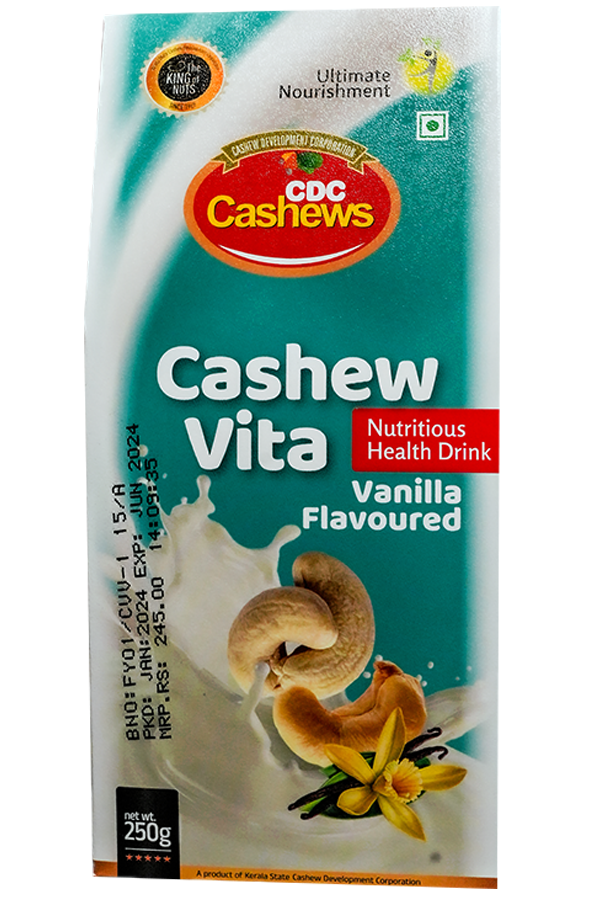 The
KING of
NUTS
SINCE 1969
Ultimate
Nourishment
CASHEW DEVELOPMENT CORPORATION
CDC
Cashews
Cashew
Vita
Nutritious
Health Drink
Vanilla
Flavoured
BNO:FY01/CVV-1 15/A
PKD: JAN:2024 EXP: JUN 2024
MRP.RS: 245.00 14:09:35
net wt.
250g
A product of Kerala State Cashew Development Corporation